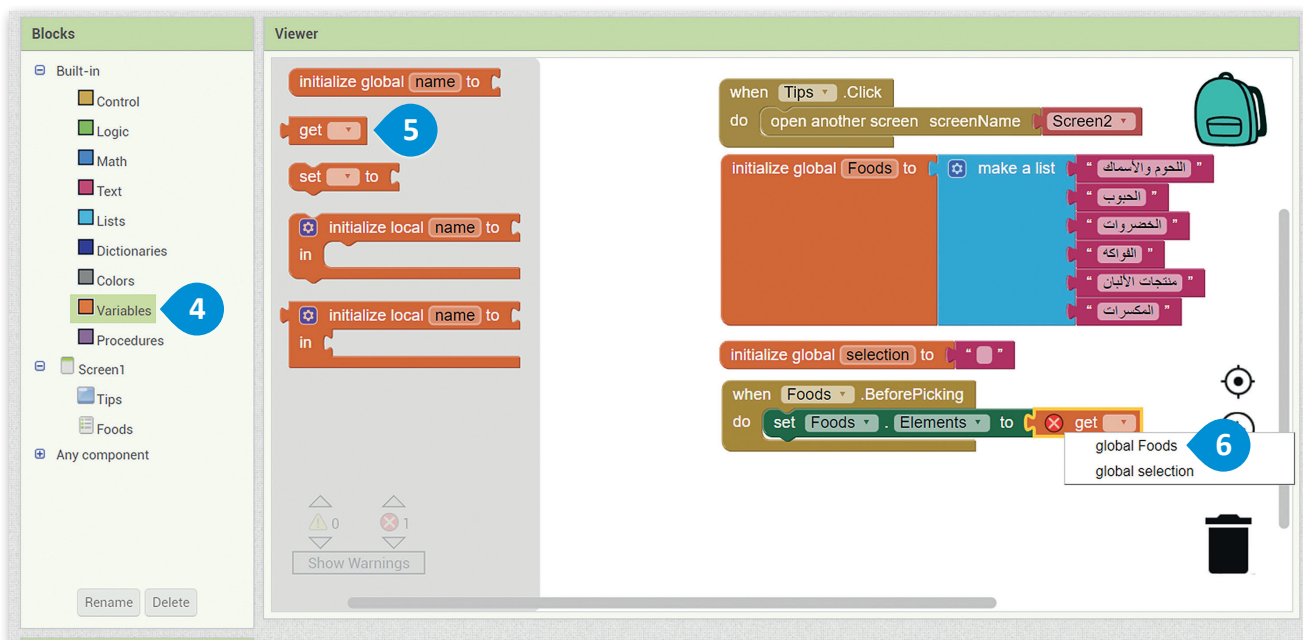 Blocks
Built-in
Control
Logic
Math
Text
Lists
Dictionaries
Colors
Variables
4
Procedures
Screen1
Tips
Foods
Any component
Rename
Delete
Viewer
initialize global name to
get
5
set to
initialize local name to
in
initialize local name to
in
0
1
Show Warnings
when Tips .Click
do open another screen screenName Screen2
initialize global Foods to make a list " اللحوم والأسماك "
" الحبوب "
" الخضروات "
" الفواكه "
" منتجات الألبان "
" المكسرات "
initialize global selection to " "
when Foods .BeforePicking
do set Foods . Elements to get
global Foods
6
global selection